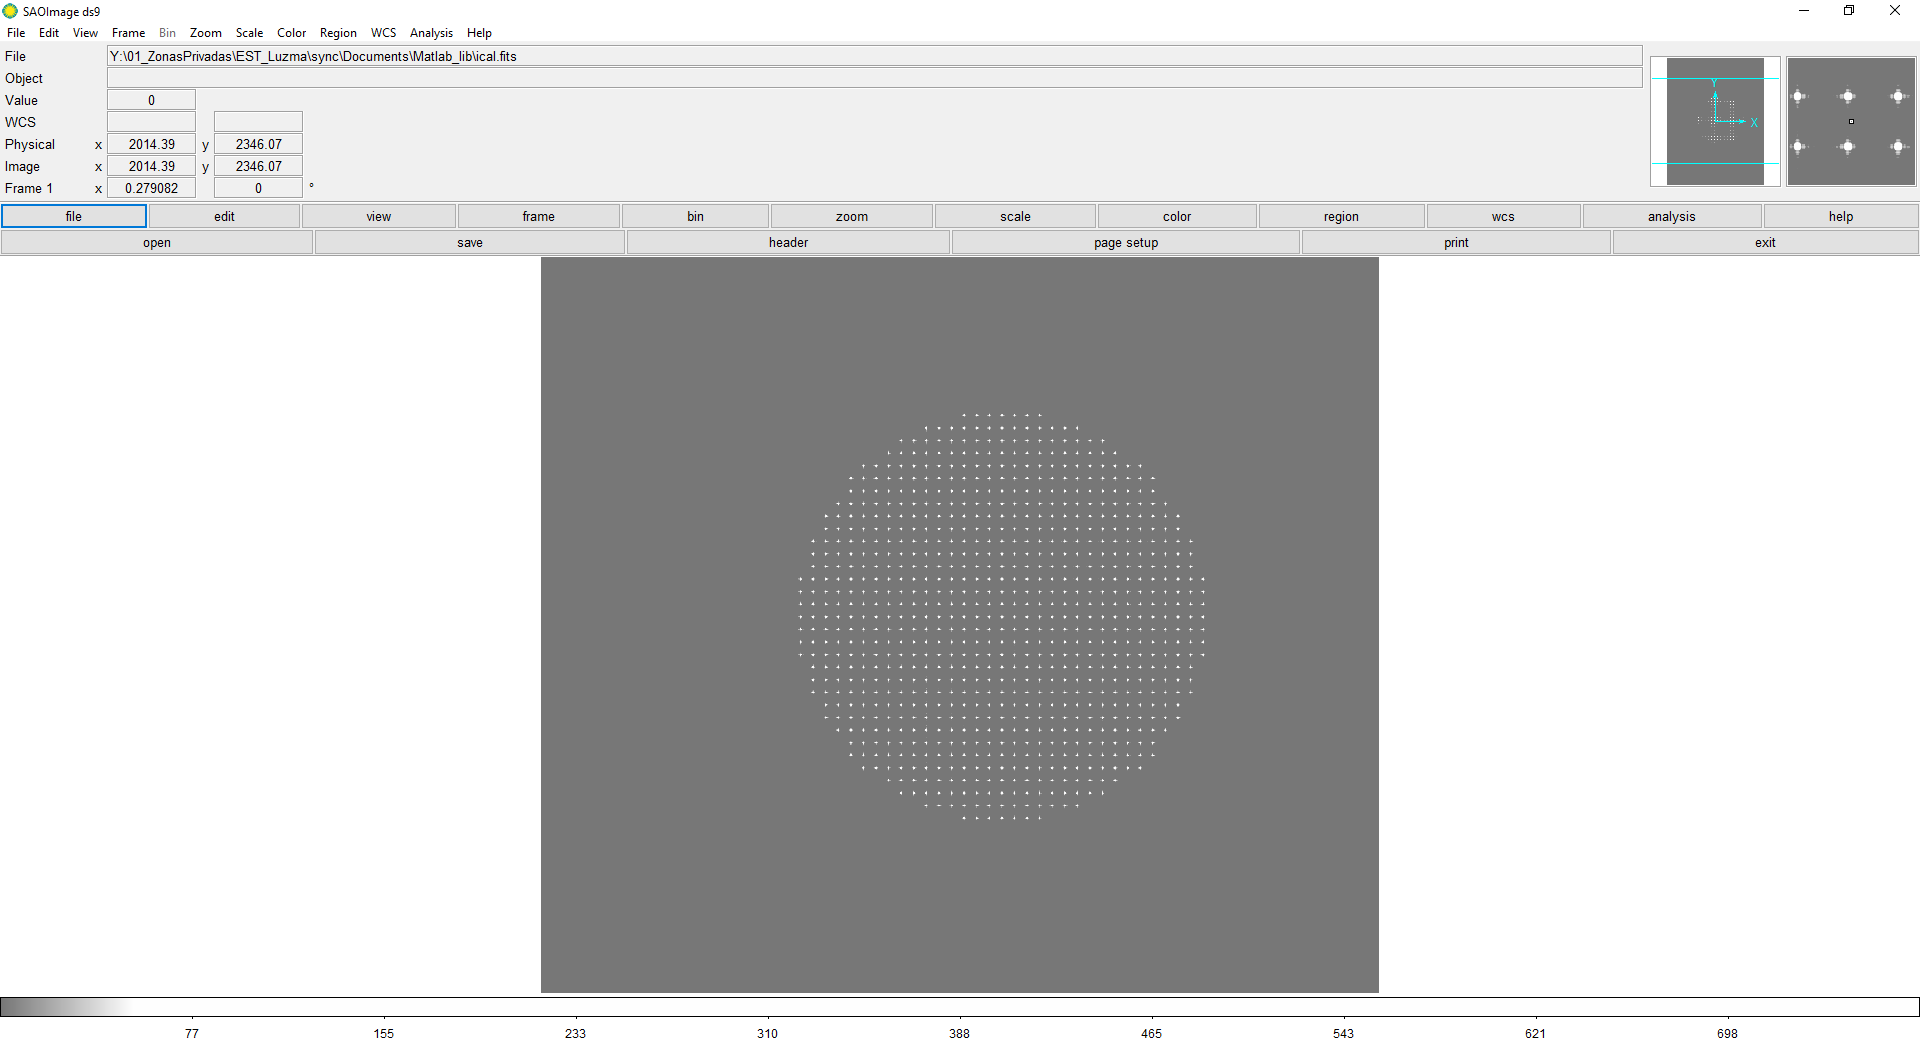 SAOImage ds9
File Edit View Frame Bin Zoom Scale Color Region WCS Analysis Help
File Y:\01_ZonasPrivadas\EST_Luzma\sync\Documents\Matlab_lib\ical.fits
Object
Value 0
WCS
Physical x 2014.39 y 2346.07
Image x 2014.39 y 2346.07
Frame 1 x 0.279082 0 °
Y
X
file edit view frame bin zoom scale color region wcs analysis help
open save header page setup print exit
77 155 233 310 388 465 543 621 698